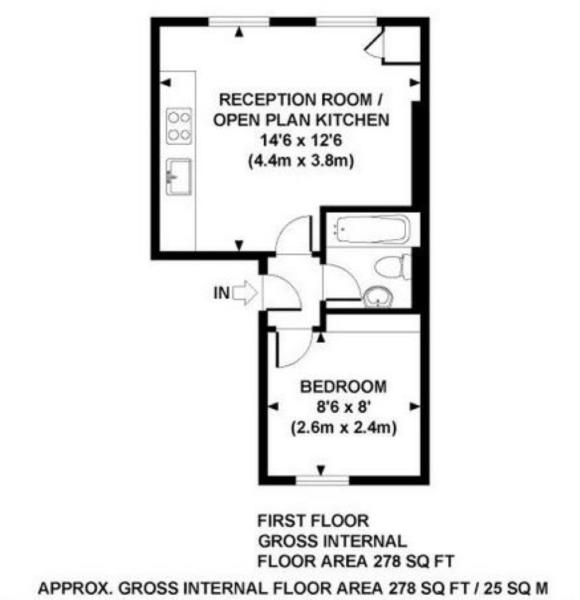 RECEPTION ROOM /
OPEN PLAN KITCHEN
14'6 x 12'6
(4.4m x 3.8m)
IN
BEDROOM
8'6 x 8'
(2.6m x 2.4m)
FIRST FLOOR
GROSS INTERNAL
FLOOR AREA 278 SQ FT
APPROX. GROSS INTERNAL FLOOR AREA 278 SQ FT / 25 SQ M